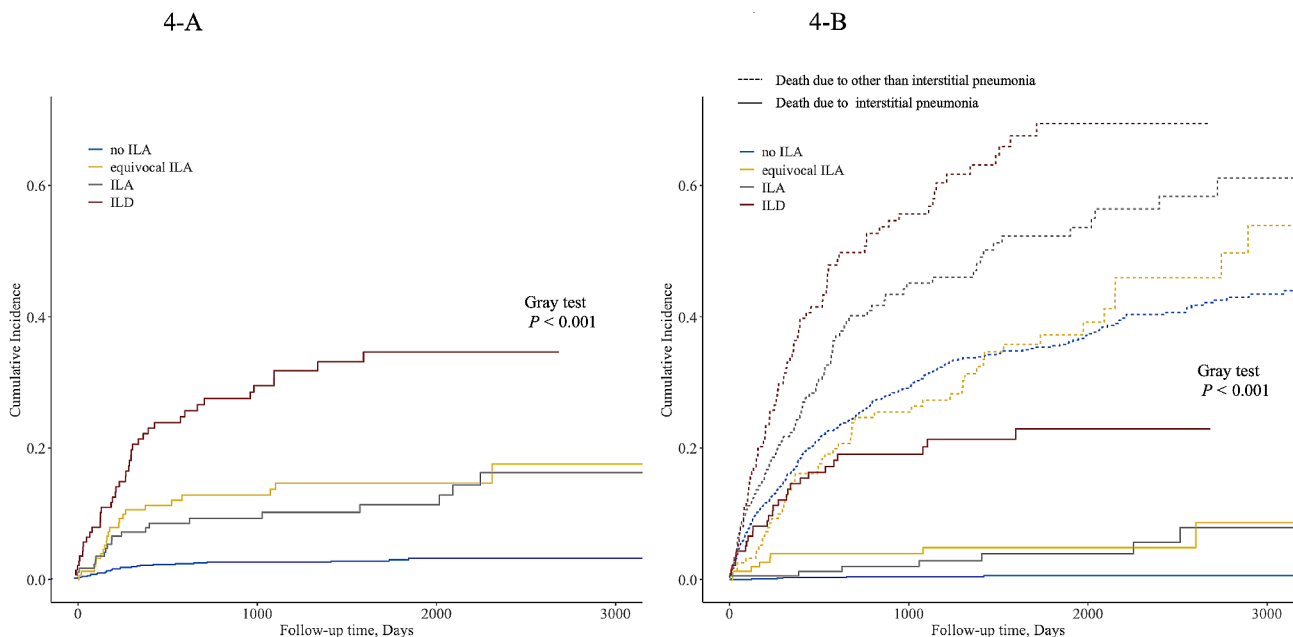 4-A
no ILA
equivocal ILA
ILA
ILD
Gray test
P < 0.001
Cumulative Incidence
0.6
0.4
0.2
0.0
0
1000
2000
3000
Follow-up time, Days
4-B
Death due to other than interstitial pneumonia
Death due to interstitial pneumonia
no ILA
equivocal ILA
ILA
ILD
Gray test
P < 0.001
Cumulative Incidence
0.6
0.4
0.2
0.0
0
1000
2000
3000
Follow-up time, Days